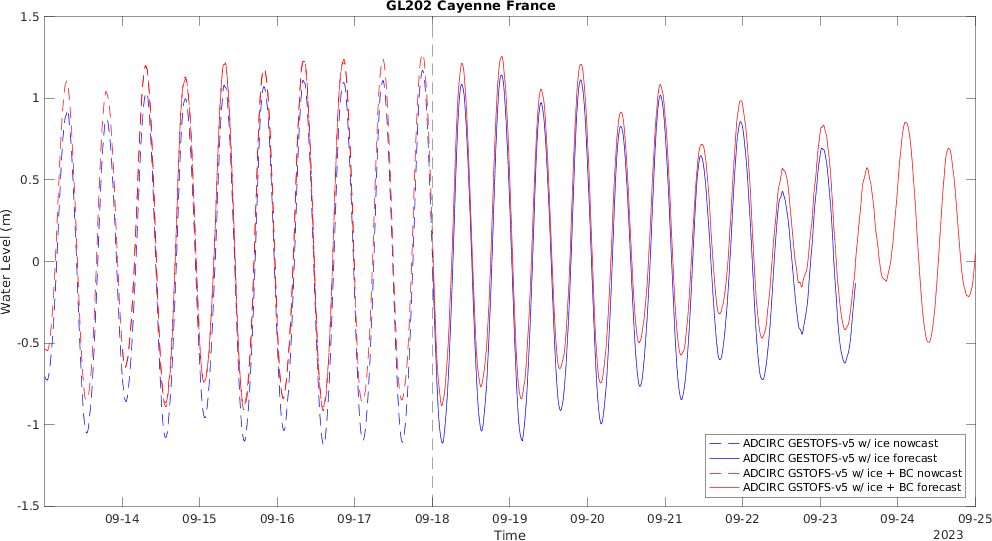 GL202 Cayenne France
1.5
1
0.5
0
-0.5
-1
-1.5
Water Level (m)
09-14 09-15 09-16 09-17 09-18 09-19 09-20 09-21 09-22 09-23 09-24 09-25
Time
2023
ADCIRC GESTOFS-v5 w/ ice nowcast
ADCIRC GESTOFS-v5 w/ ice forecast
ADCIRC GSTOFS-v5 w/ ice + BC nowcast
ADCIRC GSTOFS-v5 w/ ice + BC forecast